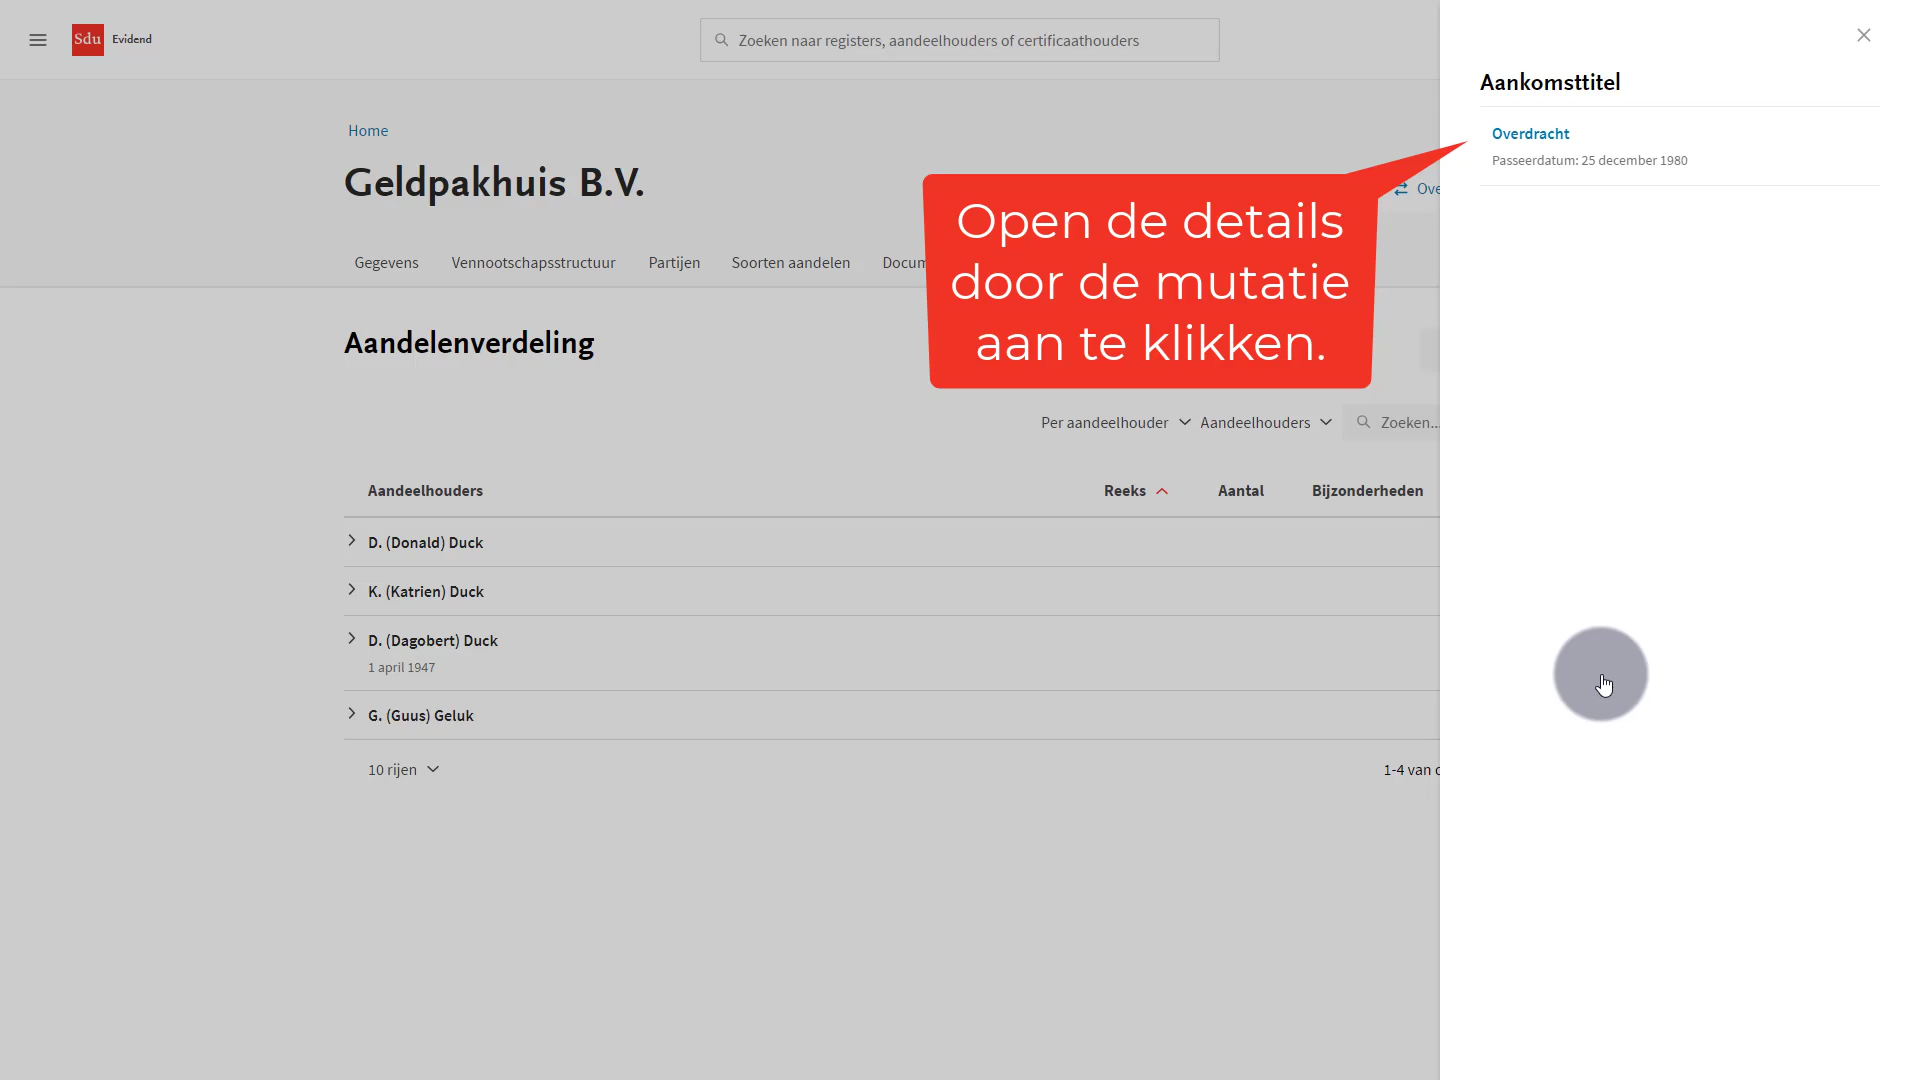 Sdu Evidend
Zoeken naar registers, aandeelhouders of certificaathouders
Home
Geldpakhuis B.V.
Ove
Gegevens Vennootschapsstructuur Partijen Soorten aandelen Docum
Aandelenverdeling
Per aandeelhouder Aandeelhouders Zoeken...
Aandeelhouders Reeks Aantal Bijzonderheden
D. (Donald) Duck
K. (Katrien) Duck
D. (Dagobert) Duck
1 april 1947
G. (Guus) Geluk
10 rijen 1-4 van
Open de details
door de mutatie
aan te klikken.
Aankomsttitel
Overdracht
Passeerdatum: 25 december 1980